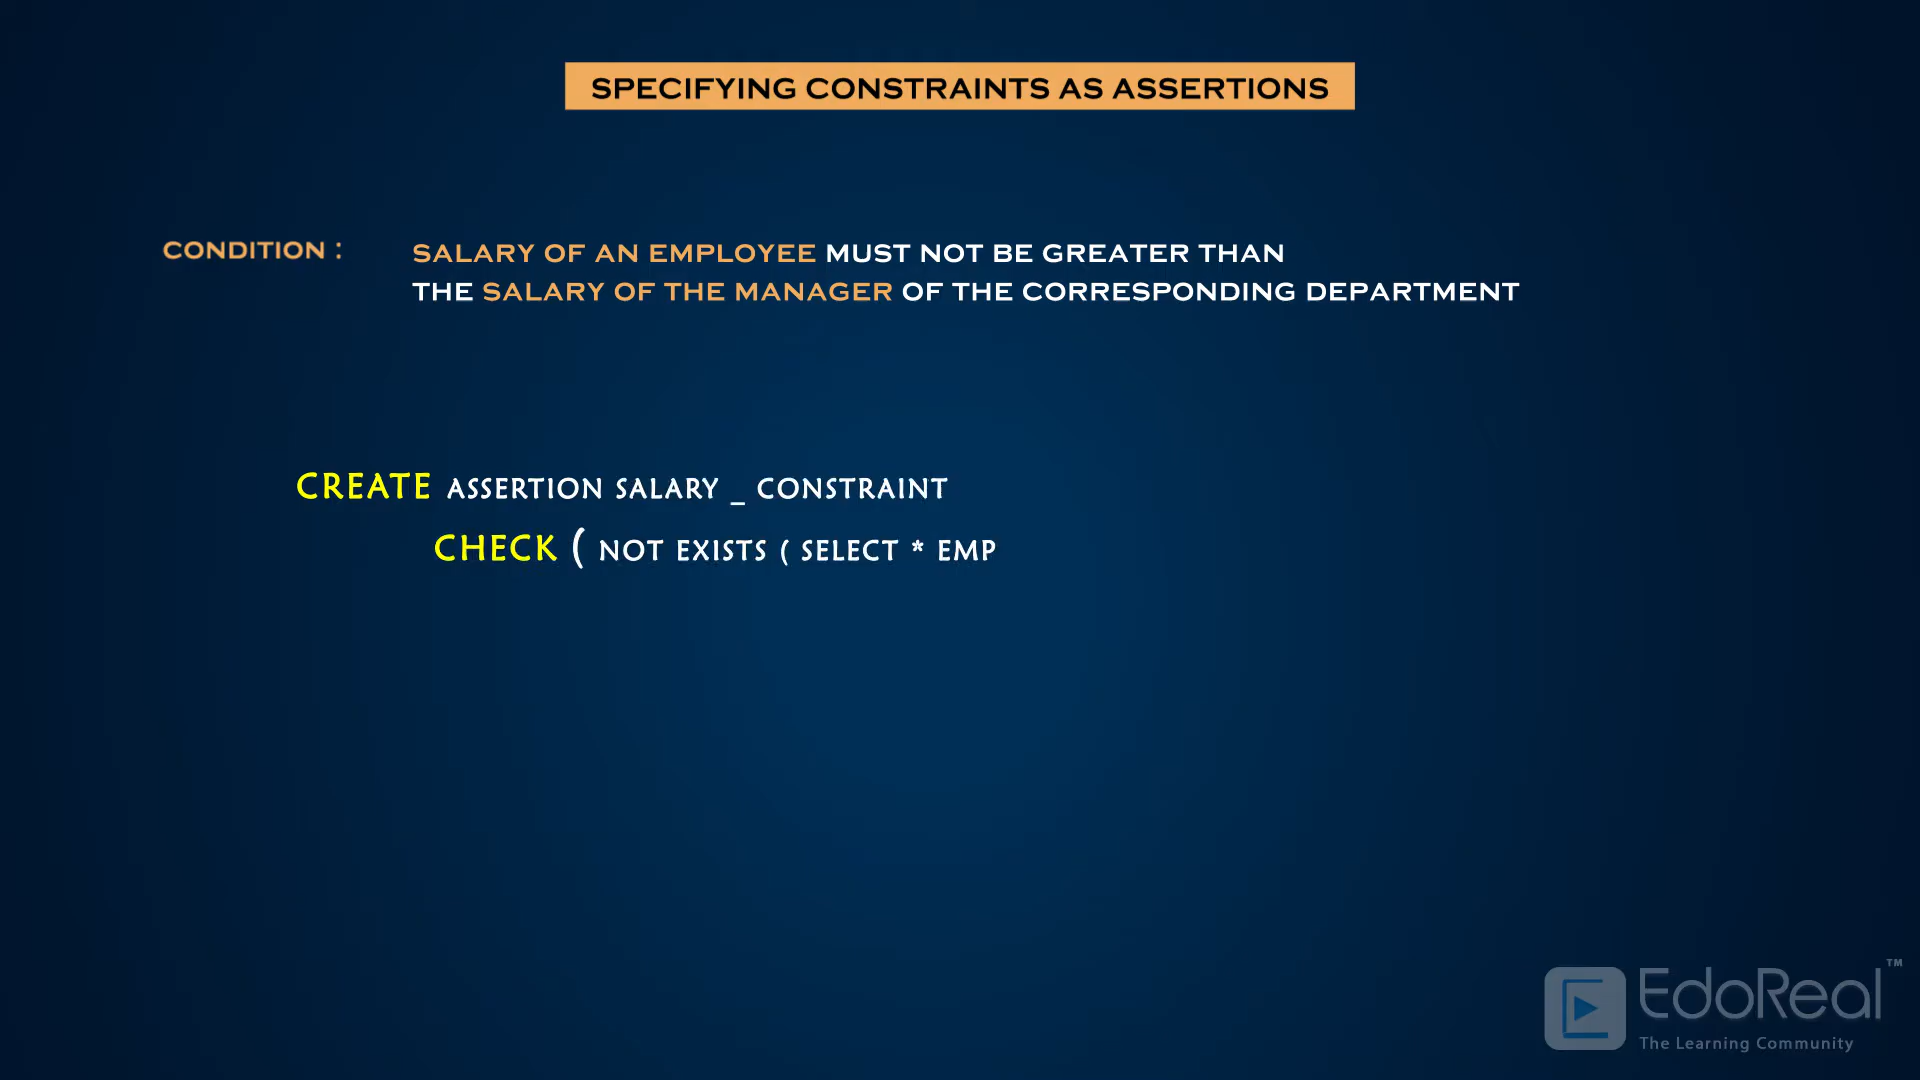 SPECIFYING CONSTRAINTS AS ASSERTIONS
CONDITION : SALARY OF AN EMPLOYEE MUST NOT BE GREATER THAN
THE SALARY OF THE MANAGER OF THE CORRESPONDING DEPARTMENT
CREATE ASSERTION SALARY _ CONSTRAINT
CHECK ( NOT EXISTS ( SELECT * EMP
EdoReal™
The Learning Community